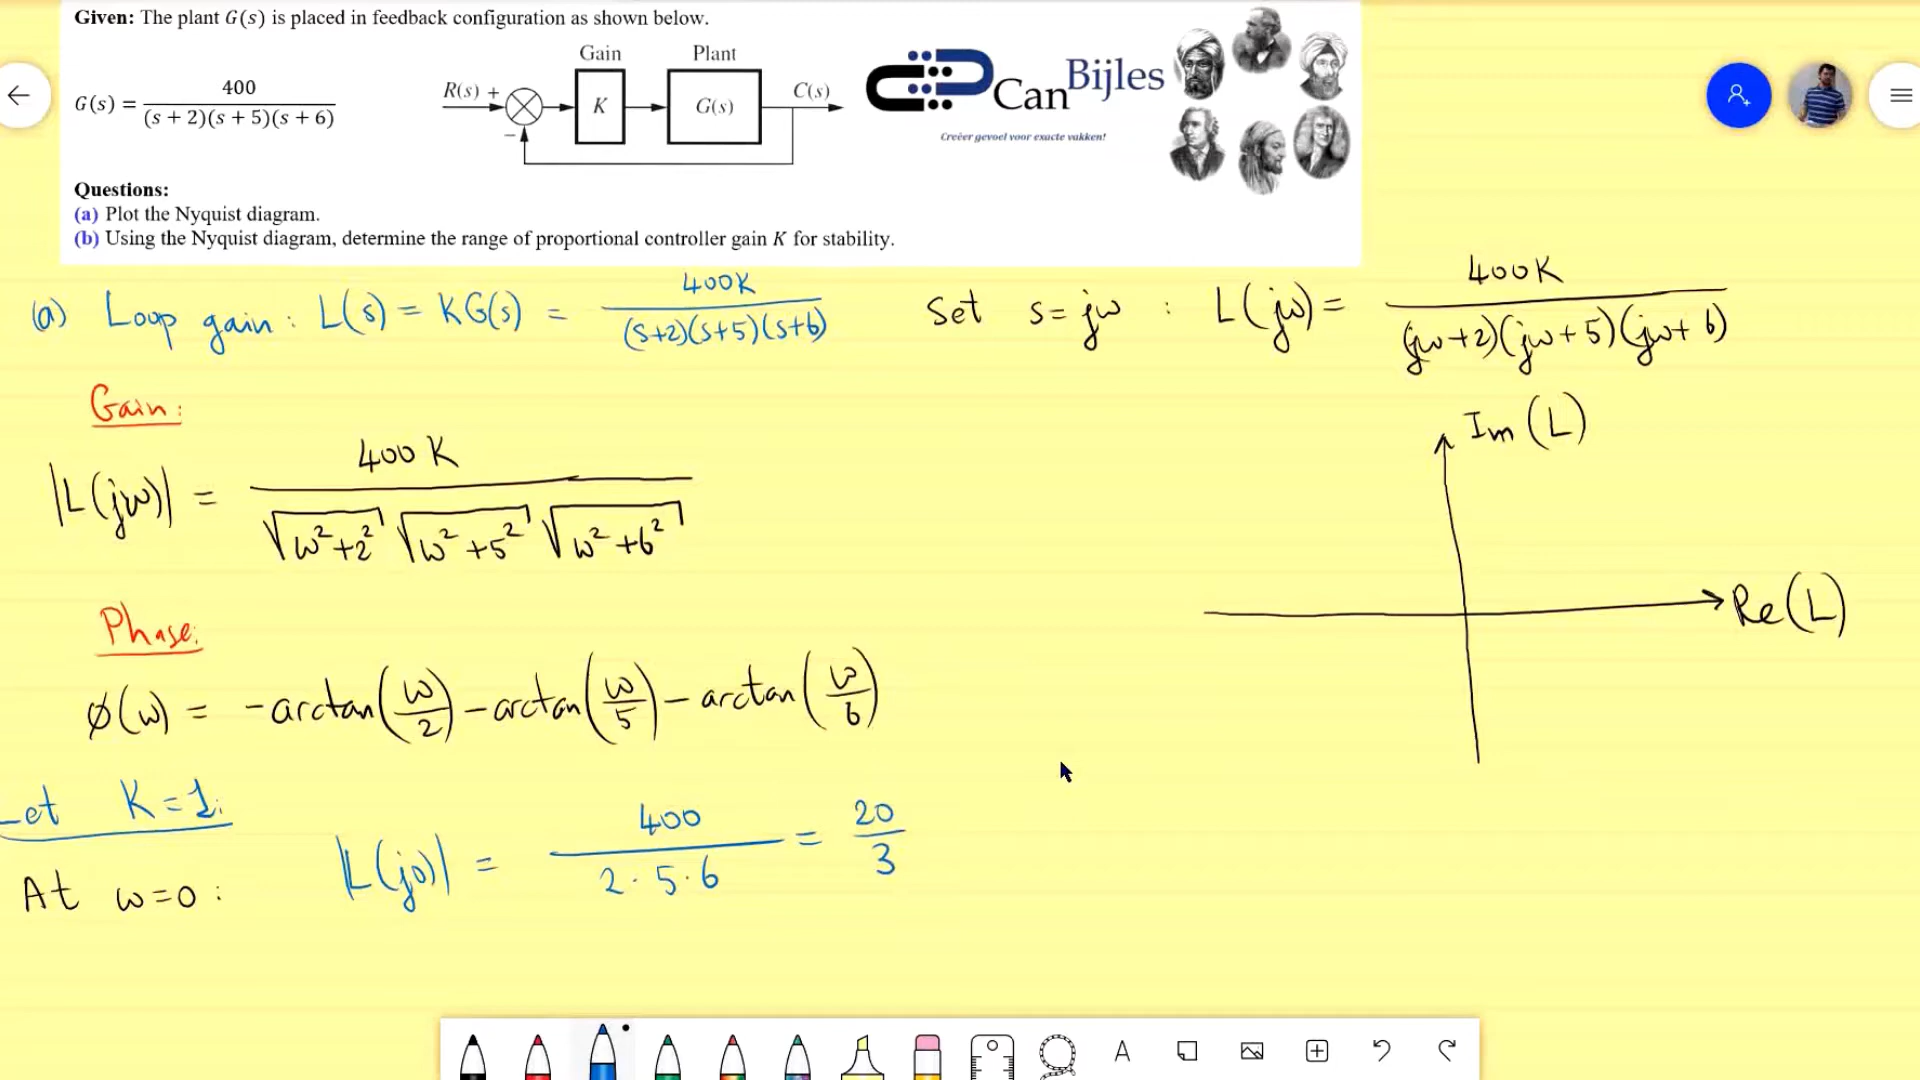 Given: The plant G(s) is placed in feedback configuration as shown below.
G(s) = 400 / (s + 2)(s + 5)(s + 6)
Gain Plant
R(s) + − K G(s) C(s)
Can Bijles
Creëer gevoel voor exacte vakken!
Questions:
(a) Plot the Nyquist diagram.
(b) Using the Nyquist diagram, determine the range of proportional controller gain K for stability.
(a) Loop gain: L(s) = KG(s) = 400K / (s+2)(s+5)(s+6) Set s=jω : L(jω) = 400K / (jω+2)(jω+5)(jω+6)
Gain:
|L(jω)| = 400K / √(ω²+2²) √(ω²+5²) √(ω²+6²)
Im(L)
Re(L)
Phase:
φ(ω) = -arctan(ω/2) - arctan(ω/5) - arctan(ω/6)
Let K=1:
At ω=0: |L(j0)| = 400 / 2·5·6 = 20/3
A